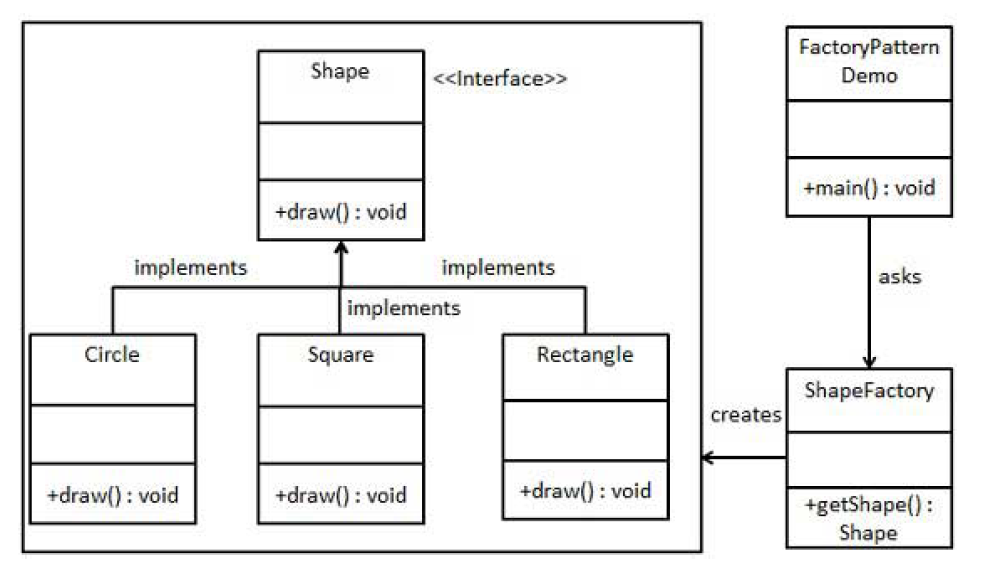 Shape
<<Interface>>
+draw() : void
implements
implements
implements
Circle
+draw() : void
Square
+draw() : void
Rectangle
+draw() : void
FactoryPattern
Demo
+main() : void
asks
ShapeFactory
creates
+getShape() :
Shape